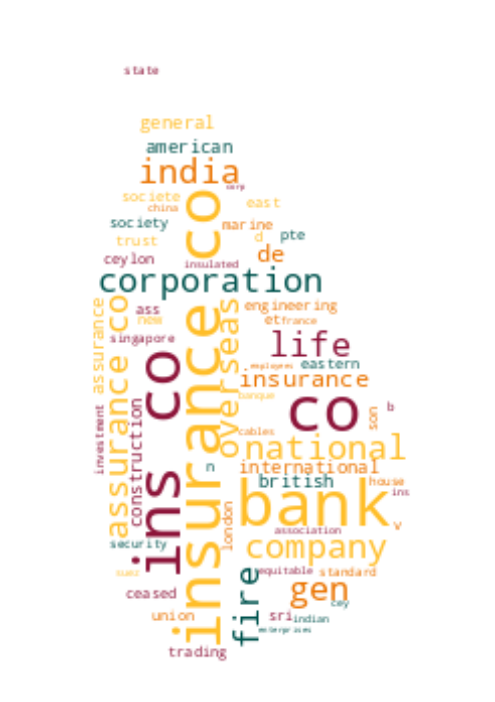 state
general
american
india
corp
societe
china
east
society
marine
d
pte
trust
de
ceylon
insulated
corporation
insurance co
assurance co
assurance
ass
new
overseas
engineering
et
france
singapore
life
ins co
employees
eastern
insurance
banque
co
son
b
investment
construction
cables
national
n
international
british
house
ins
bank
v
london
association
security
company
suez
equitable
standard
fire
gen
cey
ceased
union
sri
indian
enterprises
trading